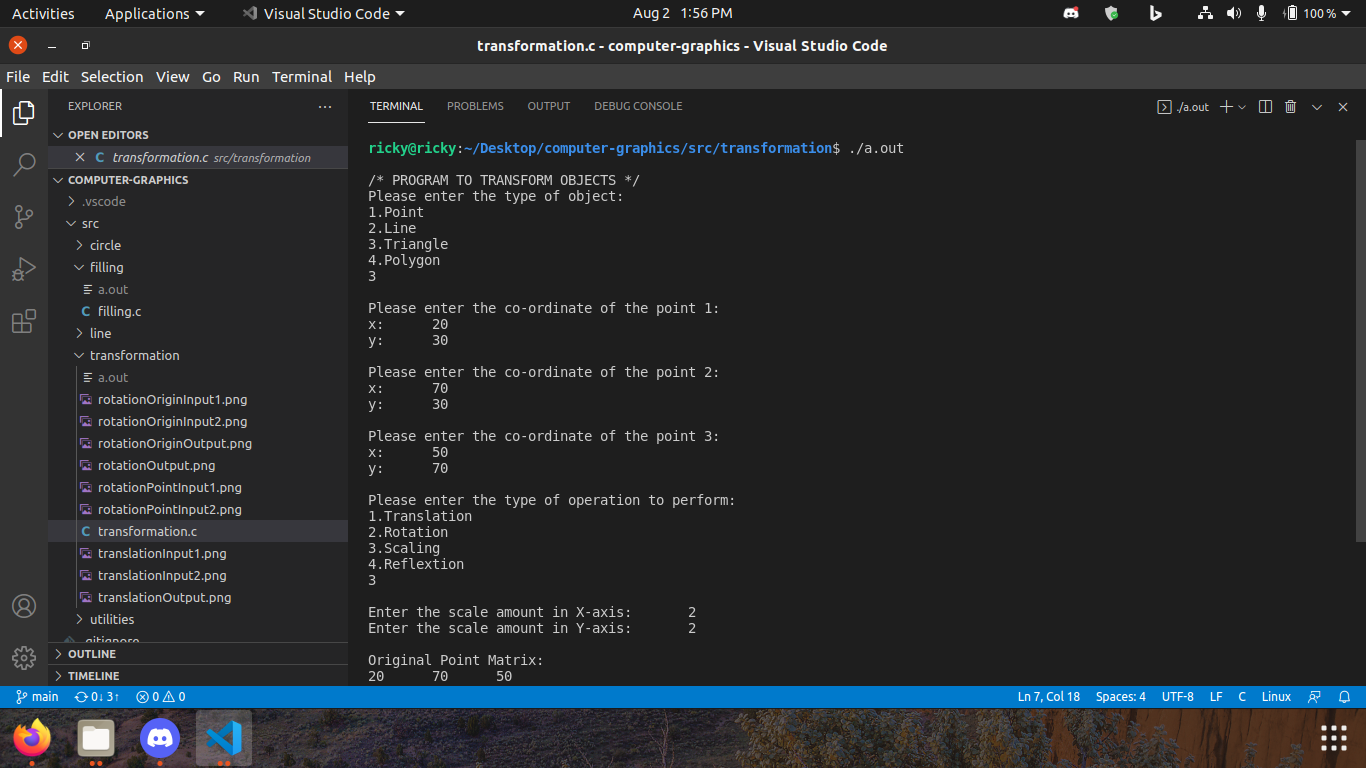 Activities Applications Visual Studio Code Aug 2 1:56 PM 100 %
transformation.c - computer-graphics - Visual Studio Code
File Edit Selection View Go Run Terminal Help
EXPLORER
OPEN EDITORS
transformation.c src/transformation
COMPUTER-GRAPHICS
.vscode
src
circle
filling
a.out
filling.c
line
transformation
a.out
rotationOriginInput1.png
rotationOriginInput2.png
rotationOriginOutput.png
rotationOutput.png
rotationPointInput1.png
rotationPointInput2.png
transformation.c
translationInput1.png
translationInput2.png
translationOutput.png
utilities
.gitignore
OUTLINE
TIMELINE
TERMINAL PROBLEMS OUTPUT DEBUG CONSOLE ./a.out
ricky@ricky:~/Desktop/computer-graphics/src/transformation$ ./a.out
/* PROGRAM TO TRANSFORM OBJECTS */
Please enter the type of object:
1.Point
2.Line
3.Triangle
4.Polygon
3
Please enter the co-ordinate of the point 1:
x: 20
y: 30
Please enter the co-ordinate of the point 2:
x: 70
y: 30
Please enter the co-ordinate of the point 3:
x: 50
y: 70
Please enter the type of operation to perform:
1.Translation
2.Rotation
3.Scaling
4.Reflextion
3
Enter the scale amount in X-axis: 2
Enter the scale amount in Y-axis: 2
Original Point Matrix:
20 70 50
main 0↓ 3↑ 0 0 Ln 7, Col 18 Spaces: 4 UTF-8 LF C Linux